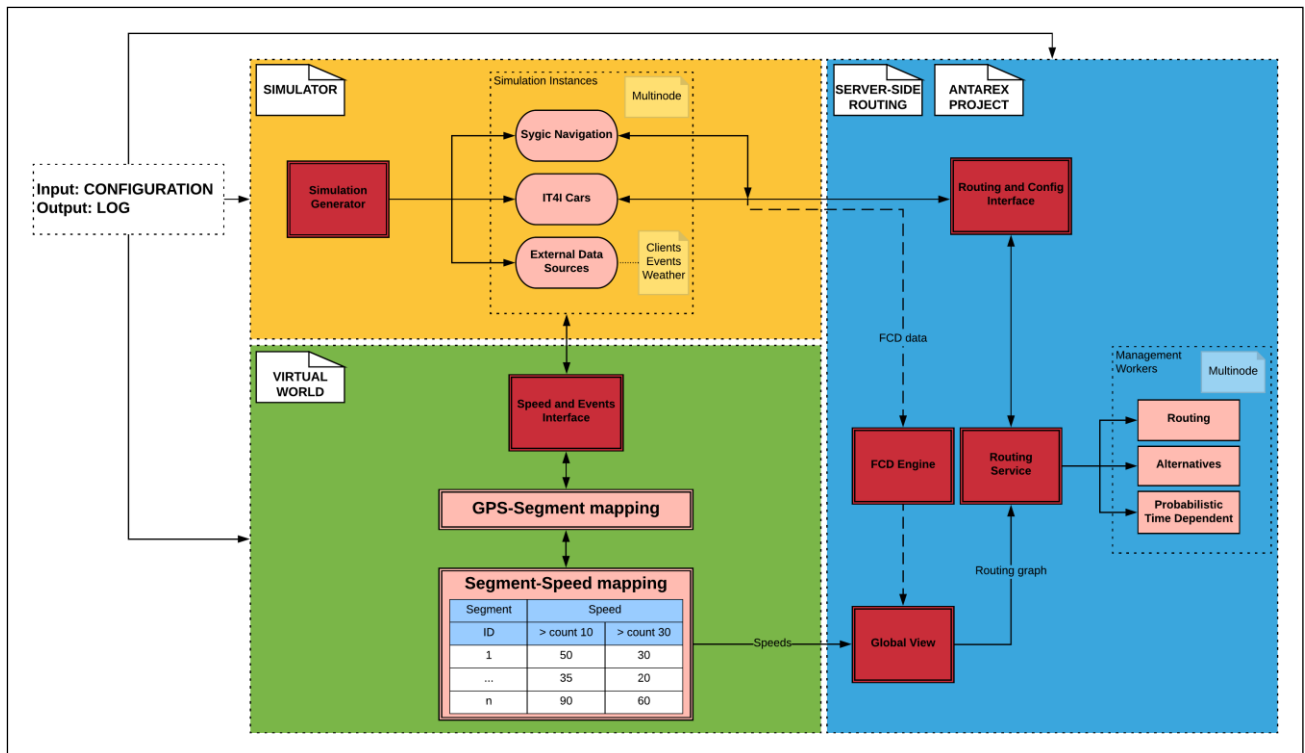 Input: CONFIGURATION
Output: LOG
SIMULATOR
Simulation Instances
Multinode
Sygic Navigation
Simulation
Generator
IT4I Cars
External Data
Sources
Clients
Events
Weather
SERVER-SIDE
ROUTING
ANTAREX
PROJECT
Routing and Config
Interface
FCD data
Management
Workers
Multinode
FCD Engine
Routing
Service
Routing
Alternatives
Probabilistic
Time Dependent
Routing graph
Global View
VIRTUAL
WORLD
Speed and Events
Interface
GPS-Segment mapping
Segment-Speed mapping
Segment Speed
ID > count 10 > count 30
1 50 30
... 35 20
n 90 60
Speeds